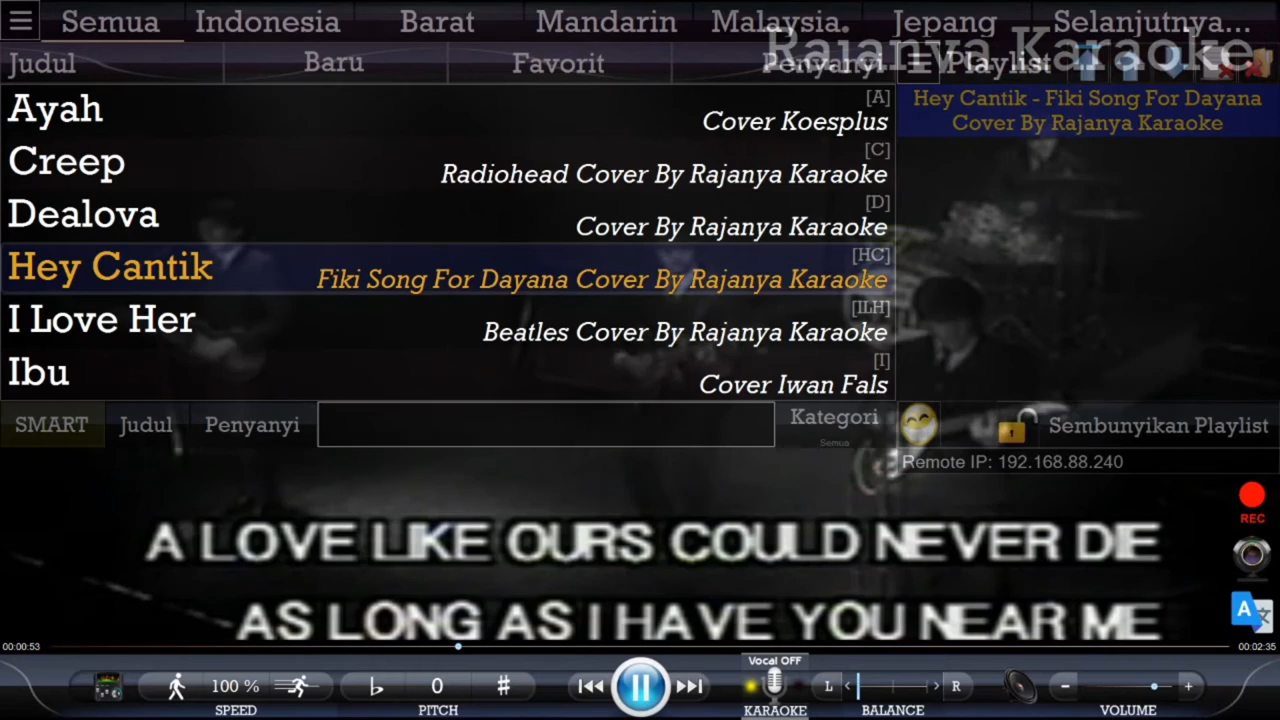 Semua Indonesia Barat Mandarin Malaysia. Jepang Selanjutnya...
Rajanya Karaoke
Judul Baru Favorit Penyanyi Playlist
Ayah [A]
Cover Koesplus
Creep [C]
Radiohead Cover By Rajanya Karaoke
Dealova [D]
Cover By Rajanya Karaoke
Hey Cantik [HC]
Fiki Song For Dayana Cover By Rajanya Karaoke
I Love Her [ILH]
Beatles Cover By Rajanya Karaoke
Ibu [I]
Cover Iwan Fals
Hey Cantik - Fiki Song For Dayana
Cover By Rajanya Karaoke
SMART Judul Penyanyi Kategori
Semua
Sembunyikan Playlist
Remote IP: 192.168.88.240
REC
A LOVE LIKE OURS COULD NEVER DIE
AS LONG AS I HAVE YOU NEAR ME
A 文
00:00:53 00:02:35
Vocal OFF
100 % ♭ 0 # L < > R - +
SPEED PITCH KARAOKE BALANCE VOLUME